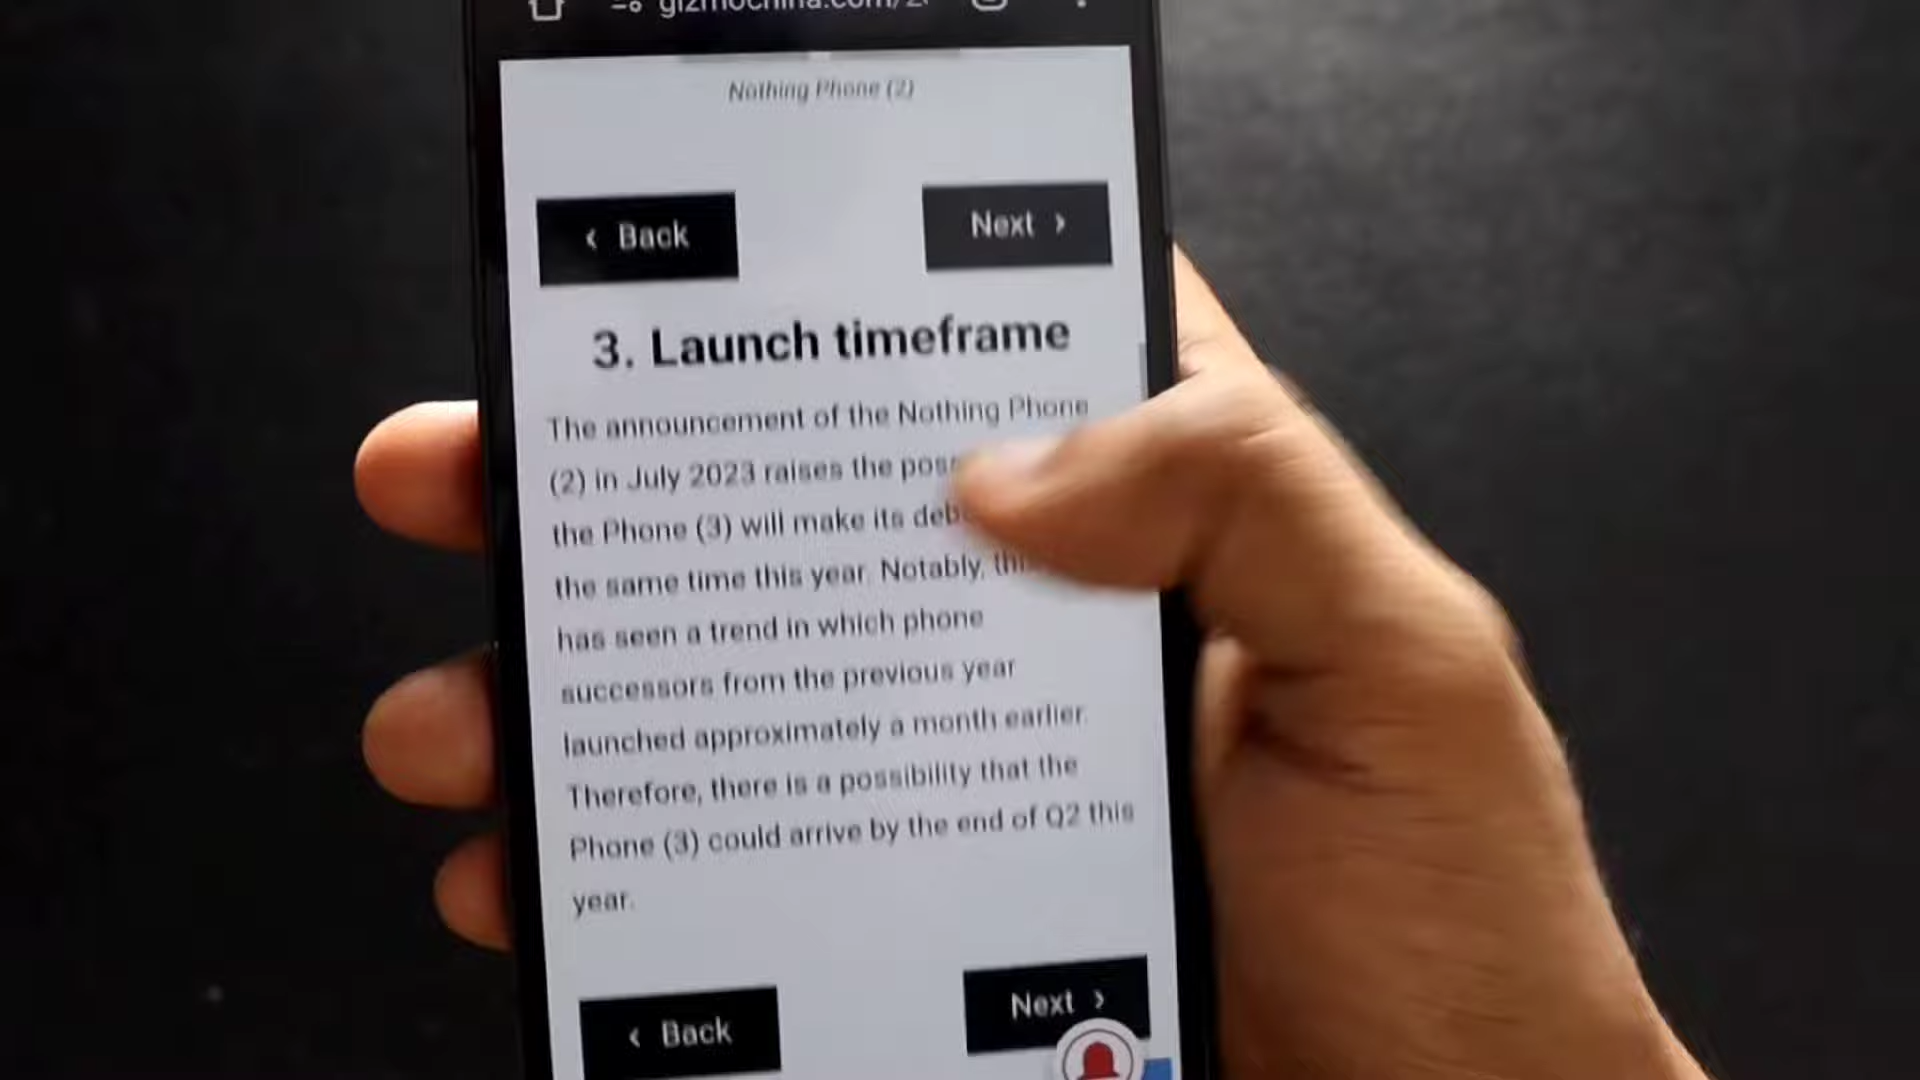 gizmochina.com/2
Nothing Phone (2)
‹ Back
Next ›
3. Launch timeframe
The announcement of the Nothing Phone
(2) in July 2023 raises the
the Phone (3) will make its
the same time this year. Notably,
has seen a trend in which phone
successors from the previous year
launched approximately a month earlier.
Therefore, there is a possibility that the
Phone (3) could arrive by the end of Q2 this
year.
‹ Back
Next ›